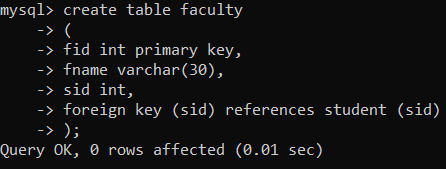 mysql> create table faculty
    -> (
    -> fid int primary key,
    -> fname varchar(30),
    -> sid int,
    -> foreign key (sid) references student (sid)
    -> );
Query OK, 0 rows affected (0.01 sec)